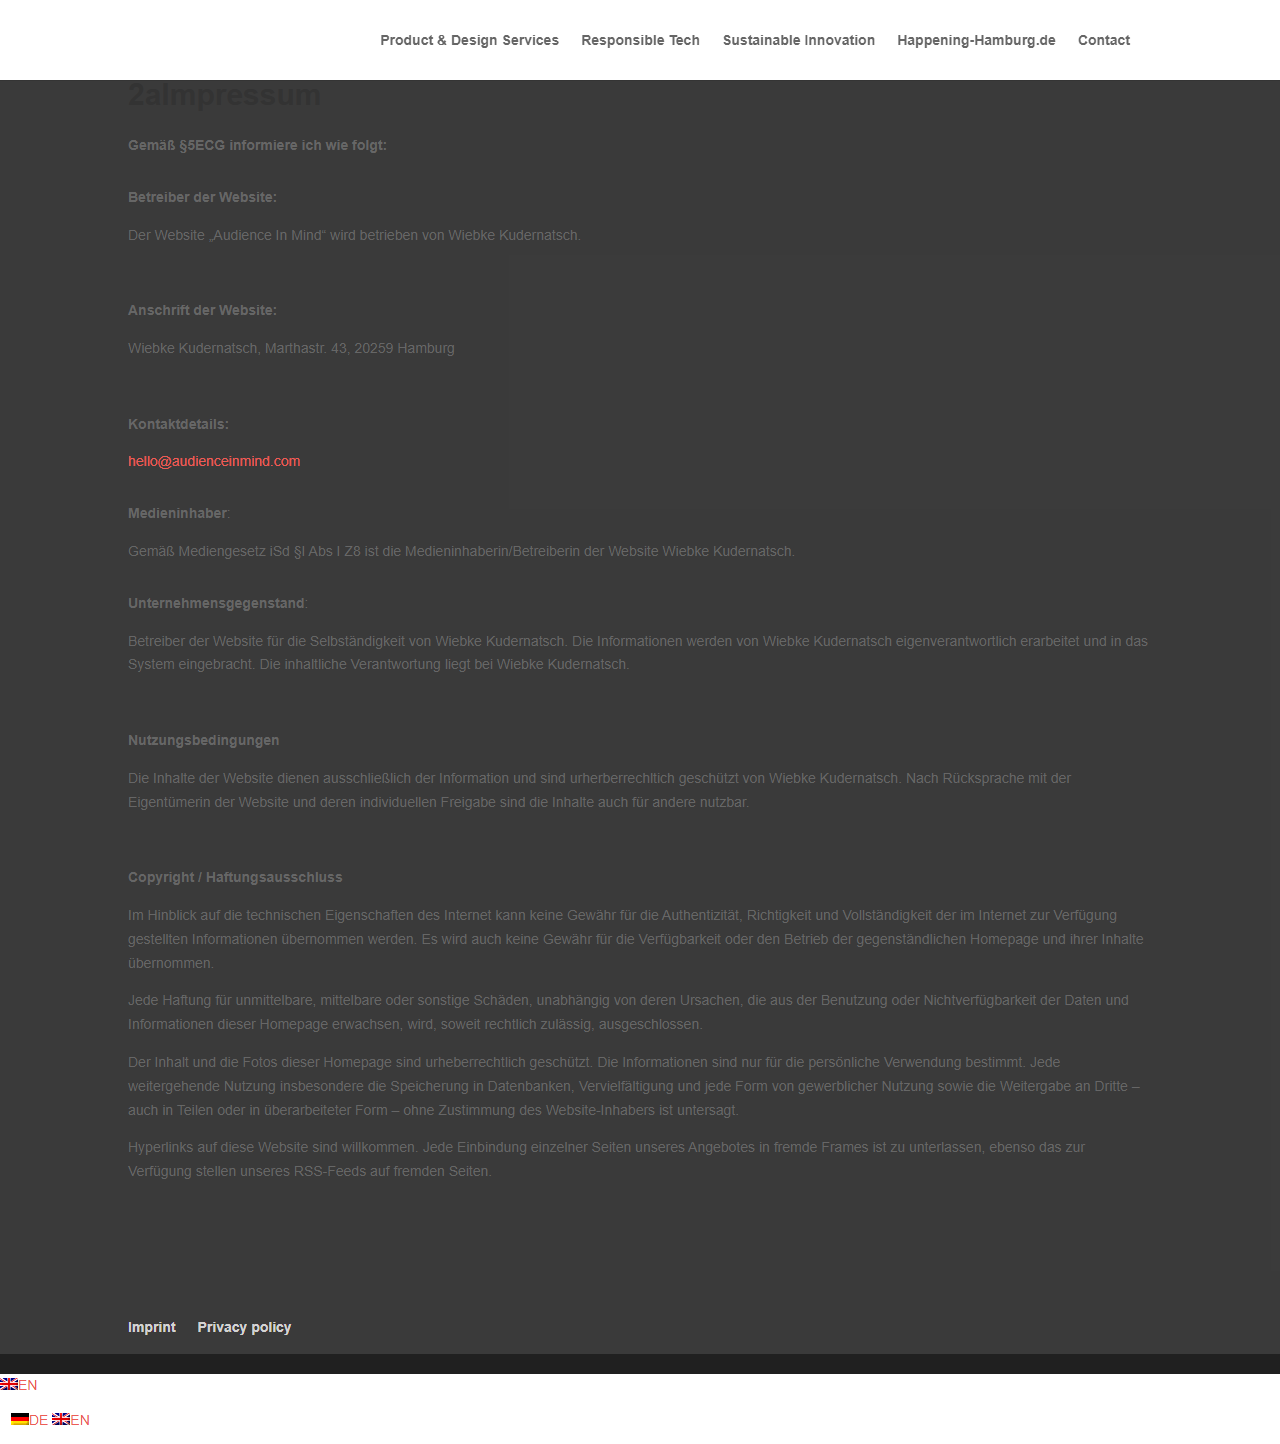 Product & Design Services Responsible Tech Sustainable Innovation Happening-Hamburg.de Contact
2aImpressum
Gemäß §5ECG informiere ich wie folgt:
Betreiber der Website:
Der Website „Audience In Mind“ wird betrieben von Wiebke Kudernatsch.
Anschrift der Website:
Wiebke Kudernatsch, Marthastr. 43, 20259 Hamburg
Kontaktdetails:
hello@audienceinmind.com
Medieninhaber:
Gemäß Mediengesetz iSd §I Abs I Z8 ist die Medieninhaberin/Betreiberin der Website Wiebke Kudernatsch.
Unternehmensgegenstand:
Betreiber der Website für die Selbständigkeit von Wiebke Kudernatsch. Die Informationen werden von Wiebke Kudernatsch eigenverantwortlich erarbeitet und in das
System eingebracht. Die inhaltliche Verantwortung liegt bei Wiebke Kudernatsch.
Nutzungsbedingungen
Die Inhalte der Website dienen ausschließlich der Information und sind urherberrechltich geschützt von Wiebke Kudernatsch. Nach Rücksprache mit der
Eigentümerin der Website und deren individuellen Freigabe sind die Inhalte auch für andere nutzbar.
Copyright / Haftungsausschluss
Im Hinblick auf die technischen Eigenschaften des Internet kann keine Gewähr für die Authentizität, Richtigkeit und Vollständigkeit der im Internet zur Verfügung
gestellten Informationen übernommen werden. Es wird auch keine Gewähr für die Verfügbarkeit oder den Betrieb der gegenständlichen Homepage und ihrer Inhalte
übernommen.
Jede Haftung für unmittelbare, mittelbare oder sonstige Schäden, unabhängig von deren Ursachen, die aus der Benutzung oder Nichtverfügbarkeit der Daten und
Informationen dieser Homepage erwachsen, wird, soweit rechtlich zulässig, ausgeschlossen.
Der Inhalt und die Fotos dieser Homepage sind urheberrechtlich geschützt. Die Informationen sind nur für die persönliche Verwendung bestimmt. Jede
weitergehende Nutzung insbesondere die Speicherung in Datenbanken, Vervielfältigung und jede Form von gewerblicher Nutzung sowie die Weitergabe an Dritte –
auch in Teilen oder in überarbeiteter Form – ohne Zustimmung des Website-Inhabers ist untersagt.
Hyperlinks auf diese Website sind willkommen. Jede Einbindung einzelner Seiten unseres Angebotes in fremde Frames ist zu unterlassen, ebenso das zur
Verfügung stellen unseres RSS-Feeds auf fremden Seiten.
Imprint Privacy policy
EN
DE EN